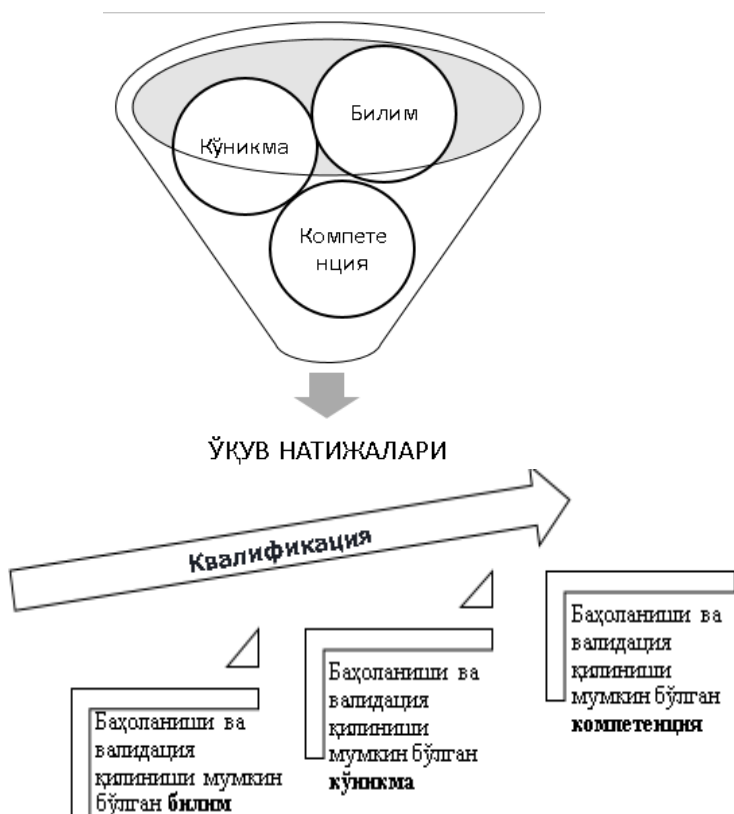 Билим
Кўникма
Компете
нция
ЎҚУВ НАТИЖАЛАРИ
Квалификация
Баҳоланиши ва
валидация
қилиниши мумкин
бўлган билим
Баҳоланиши ва
валидация
қилиниши
мумкин бўлган
кўникма
Баҳоланиши ва
валидация
қилиниши
мумкин бўлган
компетенция